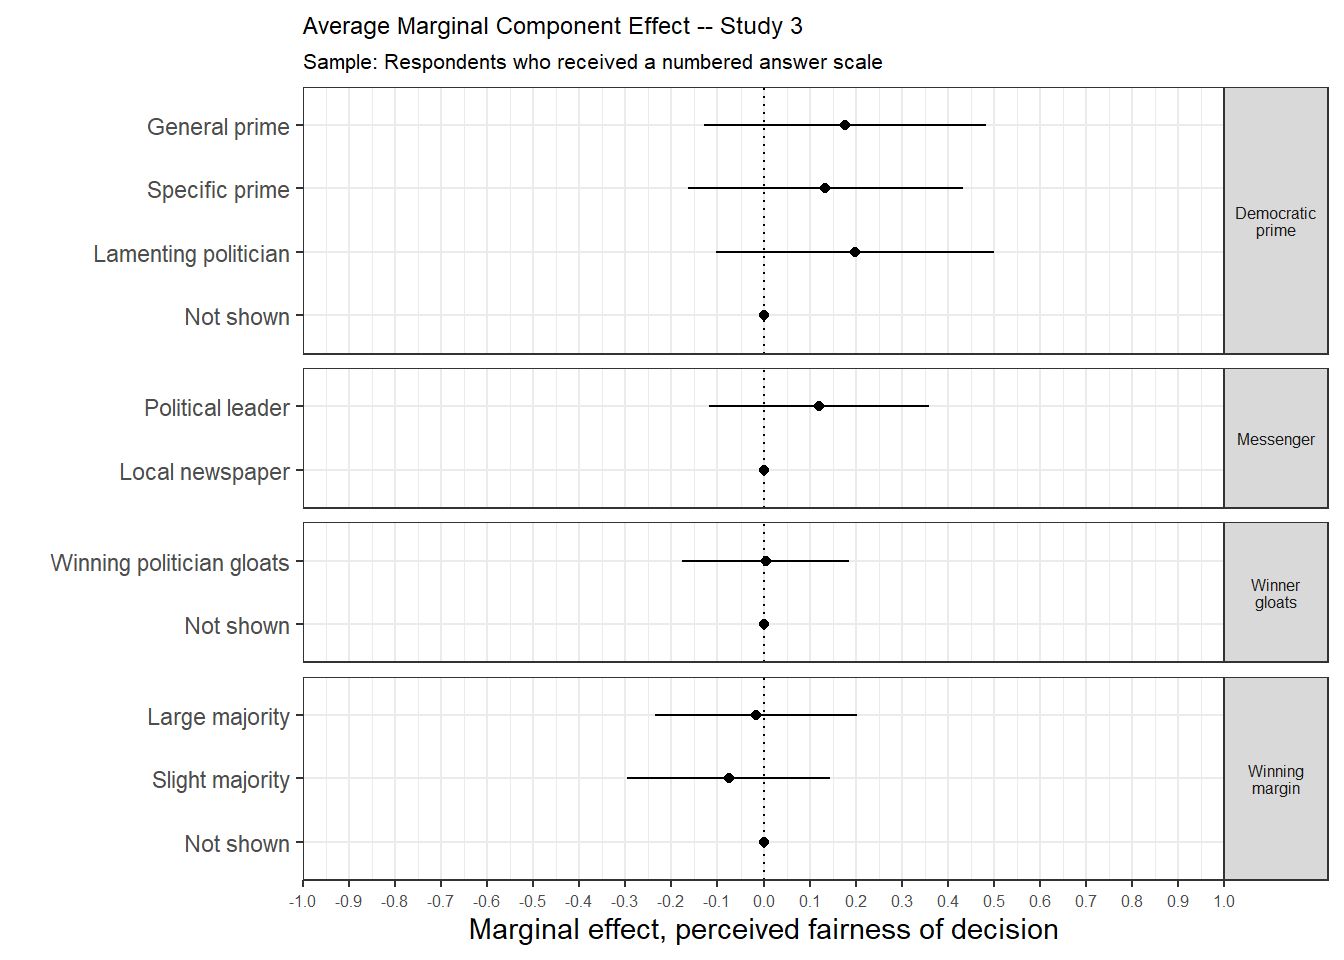 Average Marginal Component Effect -- Study 3
Sample: Respondents who received a numbered answer scale
General prime
Specific prime
Lamenting politician
Not shown
Democratic
prime
Political leader
Local newspaper
Messenger
Winning politician gloats
Not shown
Winner
gloats
Large majority
Slight majority
Not shown
Winning
margin
-1.0 -0.9 -0.8 -0.7 -0.6 -0.5 -0.4 -0.3 -0.2 -0.1 0.0 0.1 0.2 0.3 0.4 0.5 0.6 0.7 0.8 0.9 1.0
Marginal effect, perceived fairness of decision